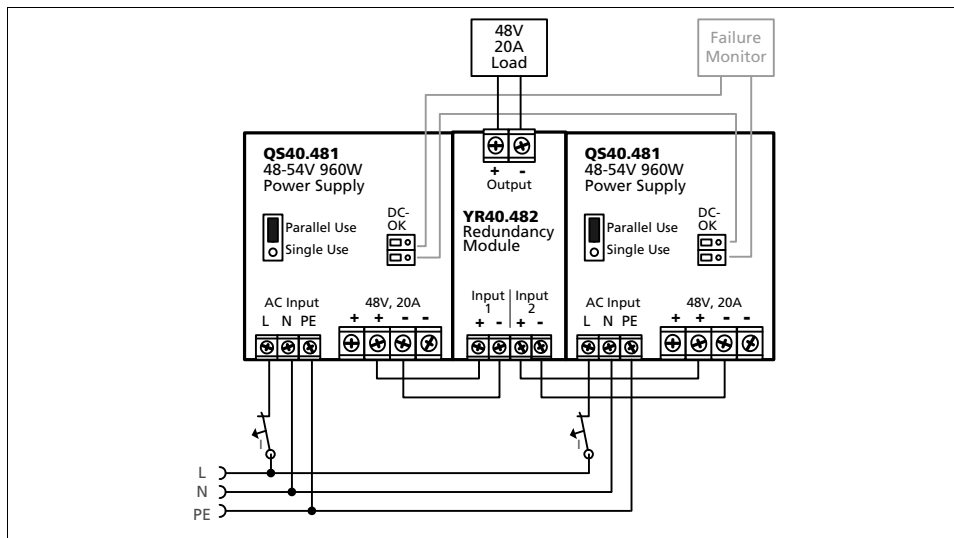 48V
20A
Load
Failure
Monitor
QS40.481
48-54V 960W
Power Supply
+ -
Output
QS40.481
48-54V 960W
Power Supply
Parallel Use
Single Use
DC-
OK
YR40.482
Redundancy
Module
Parallel Use
Single Use
DC-
OK
AC Input
L N PE
48V, 20A
+ + - -
Input
1
Input
2
+ - + -
AC Input
L N PE
48V, 20A
+ + - -
I
I
L
N
PE